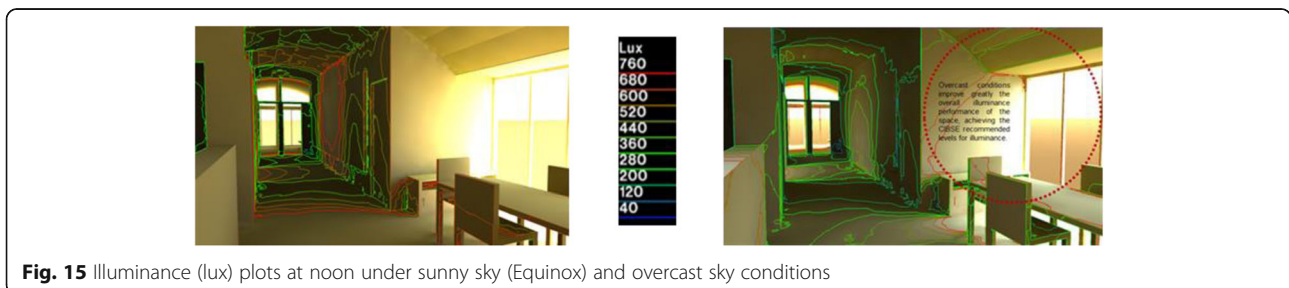 Lux
760
680
600
520
440
360
280
200
120
40
Overcast conditions
improve greatly the
overall illuminance
performance of the
space, achieving the
CIBSE recommended
levels for illuminance.
Fig. 15 Illuminance (lux) plots at noon under sunny sky (Equinox) and overcast sky conditions